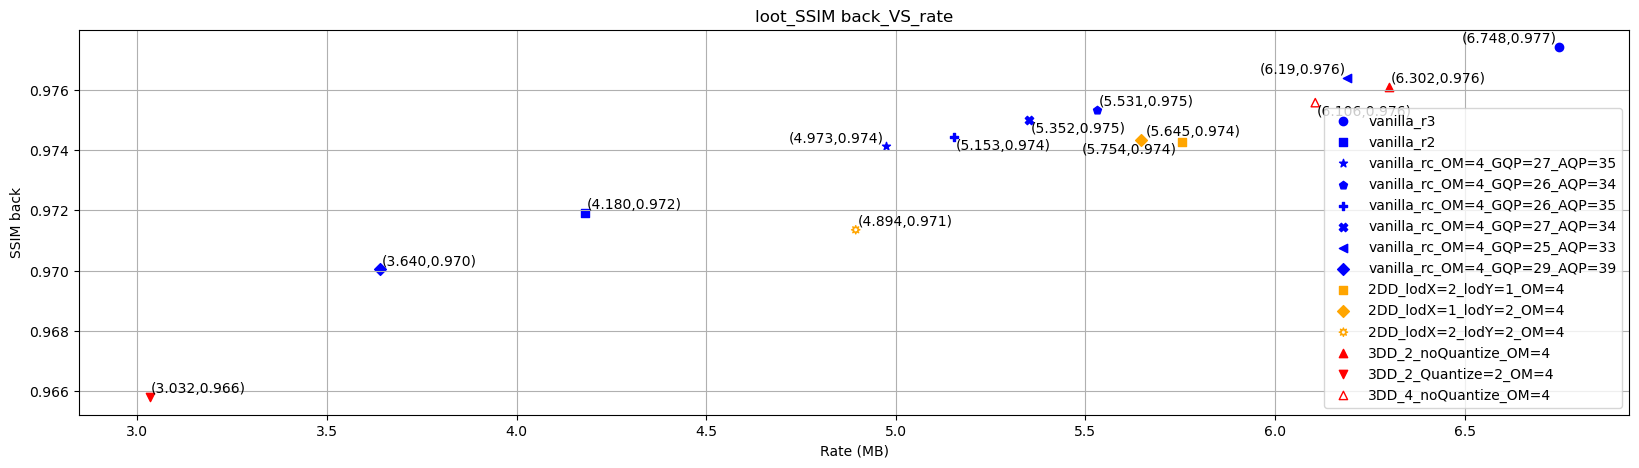 loot_SSIM back_VS_rate
SSIM back
0.976
0.974
0.972
0.970
0.968
0.966
(6.748,0.977)
(6.19,0.976)
(6.302,0.976)
(6.106,0.976)
(5.531,0.975)
(5.352,0.975)
(5.645,0.974)
(5.754,0.974)
(4.973,0.974)
(5.153,0.974)
(4.180,0.972)
(4.894,0.971)
(3.640,0.970)
(3.032,0.966)
vanilla_r3
vanilla_r2
vanilla_rc_OM=4_GQP=27_AQP=35
vanilla_rc_OM=4_GQP=26_AQP=34
vanilla_rc_OM=4_GQP=26_AQP=35
vanilla_rc_OM=4_GQP=27_AQP=34
vanilla_rc_OM=4_GQP=25_AQP=33
vanilla_rc_OM=4_GQP=29_AQP=39
2DD_lodX=2_lodY=1_OM=4
2DD_lodX=1_lodY=2_OM=4
2DD_lodX=2_lodY=2_OM=4
3DD_2_noQuantize_OM=4
3DD_2_Quantize=2_OM=4
3DD_4_noQuantize_OM=4
3.0 3.5 4.0 4.5 5.0 5.5 6.0 6.5
Rate (MB)